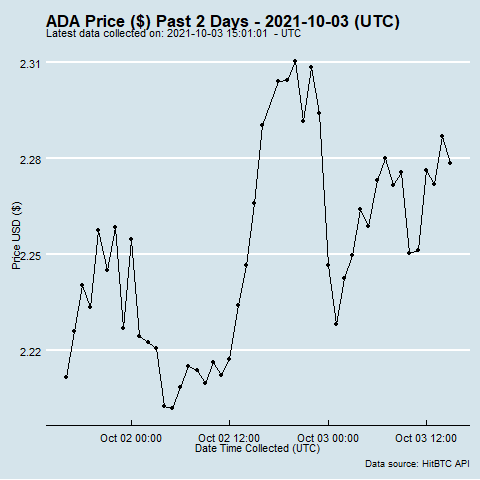 ADA Price ($) Past 2 Days - 2021-10-03 (UTC)
Latest data collected on: 2021-10-03 15:01:01 - UTC
2.31
2.28
2.25
2.22
Price USD ($)
Oct 02 00:00 Oct 02 12:00 Oct 03 00:00 Oct 03 12:00
Date Time Collected (UTC)
Data source: HitBTC API